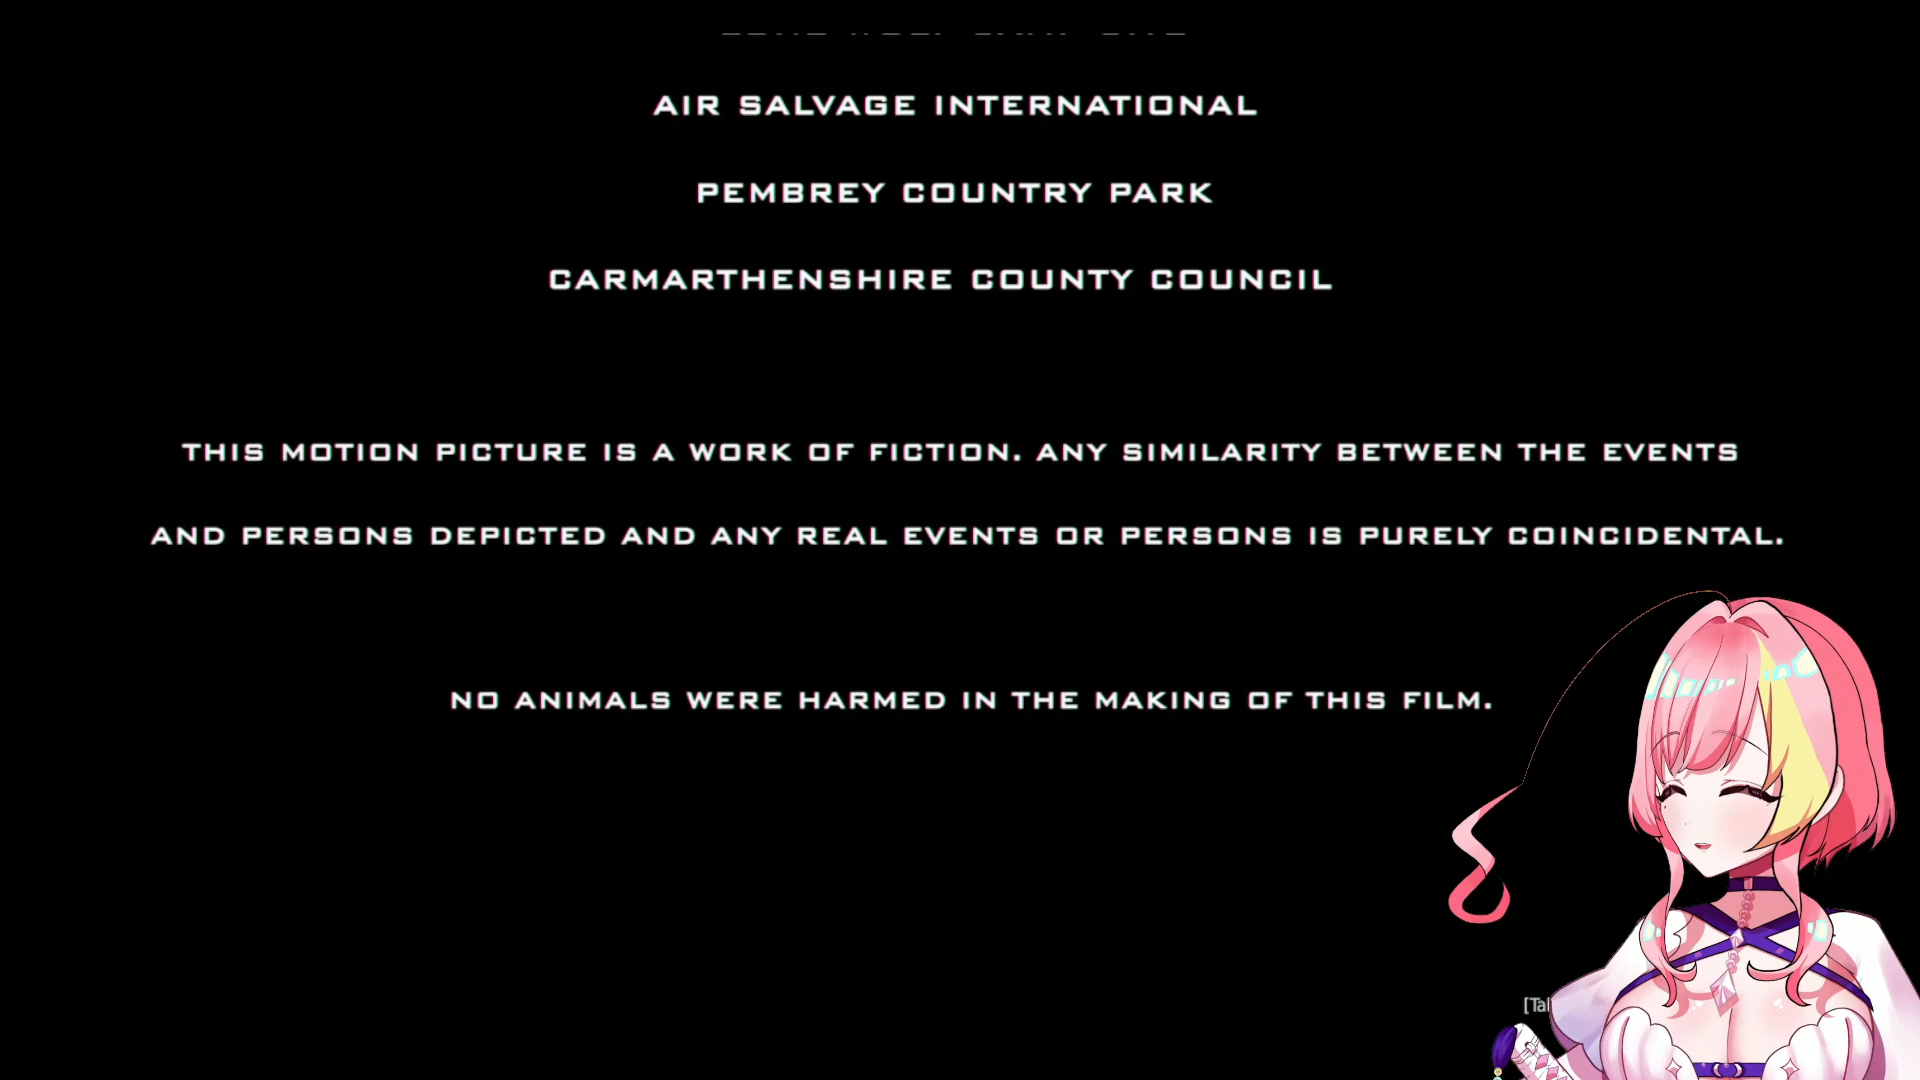 AIR SALVAGE INTERNATIONAL
PEMBREY COUNTRY PARK
CARMARTHENSHIRE COUNTY COUNCIL
THIS MOTION PICTURE IS A WORK OF FICTION. ANY SIMILARITY BETWEEN THE EVENTS
AND PERSONS DEPICTED AND ANY REAL EVENTS OR PERSONS IS PURELY COINCIDENTAL.
NO ANIMALS WERE HARMED IN THE MAKING OF THIS FILM.